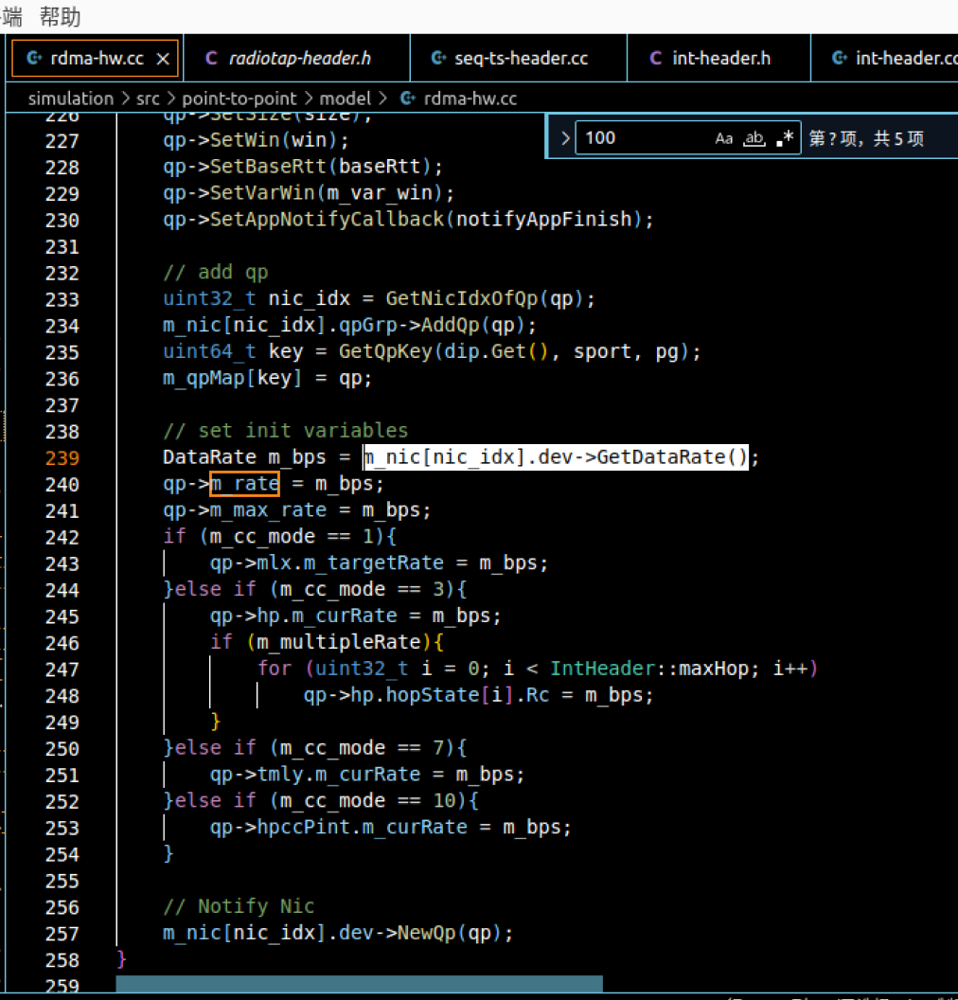 端 帮助
rdma-hw.cc radiotap-header.h seq-ts-header.cc int-header.h int-header.cc
simulation > src > point-to-point > model > rdma-hw.cc
100 Aa ab .* 第?项，共 5 项
226 qp->SetSize(size);
227 qp->SetWin(win);
228 qp->SetBaseRtt(baseRtt);
229 qp->SetVarWin(m_var_win);
230 qp->SetAppNotifyCallback(notifyAppFinish);
231
232 // add qp
233 uint32_t nic_idx = GetNicIdxOfQp(qp);
234 m_nic[nic_idx].qpGrp->AddQp(qp);
235 uint64_t key = GetQpKey(dip.Get(), sport, pg);
236 m_qpMap[key] = qp;
237
238 // set init variables
239 DataRate m_bps = m_nic[nic_idx].dev->GetDataRate();
240 qp->m_rate = m_bps;
241 qp->m_max_rate = m_bps;
242 if (m_cc_mode == 1){
243 qp->mlx.m_targetRate = m_bps;
244 }else if (m_cc_mode == 3){
245 qp->hp.m_curRate = m_bps;
246 if (m_multipleRate){
247 for (uint32_t i = 0; i < IntHeader::maxHop; i++)
248 qp->hp.hopState[i].Rc = m_bps;
249 }
250 }else if (m_cc_mode == 7){
251 qp->tmly.m_curRate = m_bps;
252 }else if (m_cc_mode == 10){
253 qp->hpccPint.m_curRate = m_bps;
254 }
255
256 // Notify Nic
257 m_nic[nic_idx].dev->NewQp(qp);
258 }
259